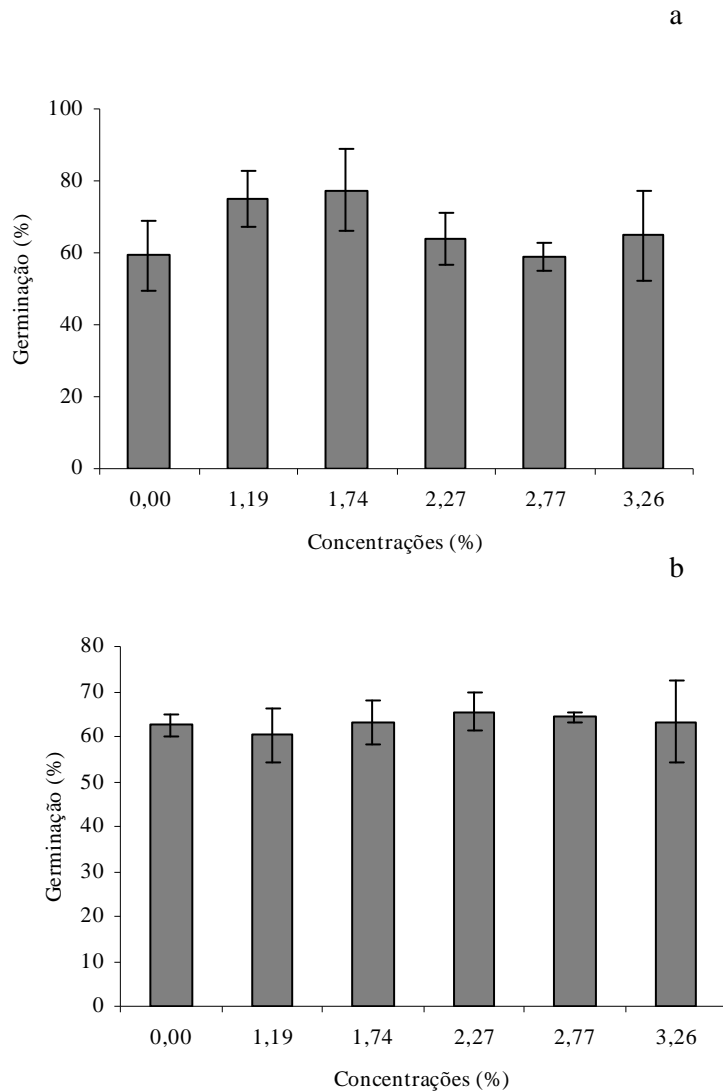 a
100
80
60
40
20
0
Germinação (%)
0,00 1,19 1,74 2,27 2,77 3,26
Concentrações (%)
b
80
70
60
50
40
30
20
10
0
Germinação (%)
0,00 1,19 1,74 2,27 2,77 3,26
Concentrações (%)